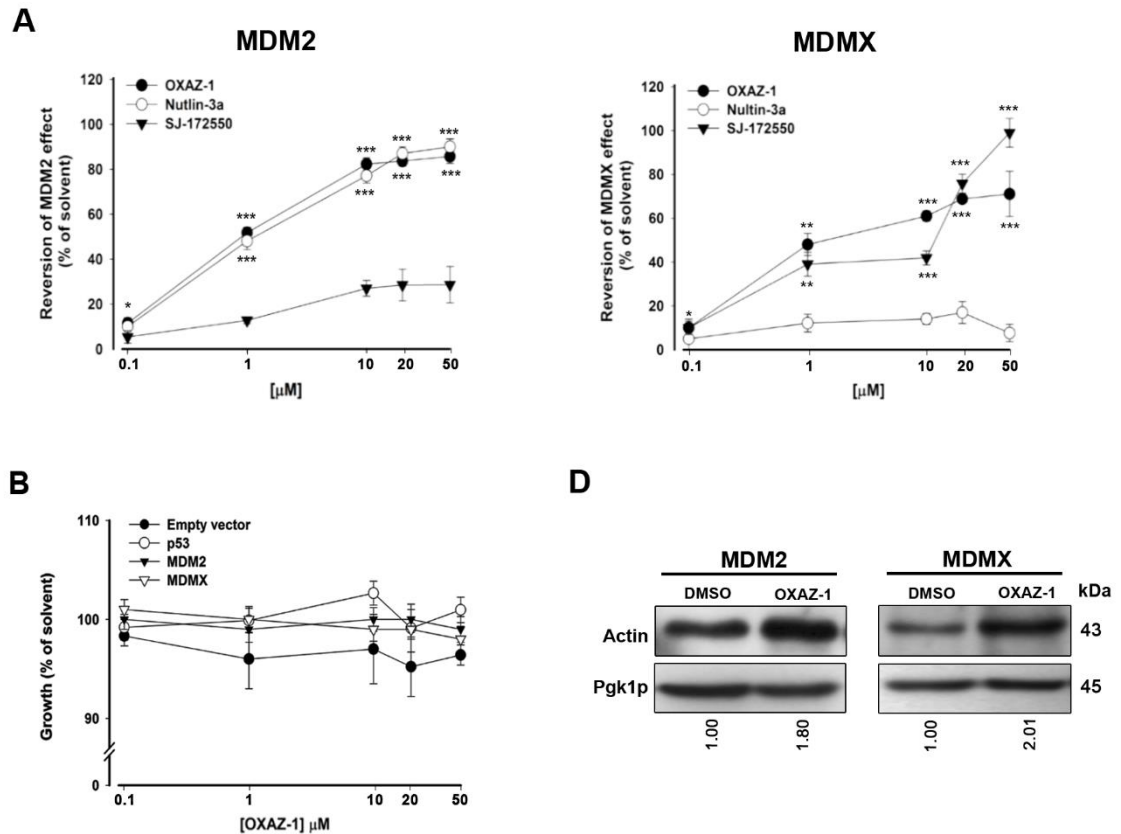 A
MDM2
MDMX
Reversion of MDM2 effect
(% of solvent)
120
100
80
60
40
20
0
OXAZ-1
Nutlin-3a
SJ-172550
*
***
***
***
***
***
***
***
***
0.1 1 10 20 50
[µM]
Reversion of MDMX effect
(% of solvent)
120
100
80
60
40
20
0
OXAZ-1
Nultin-3a
SJ-172550
*
**
**
***
***
***
***
***
***
0.1 1 10 20 50
[µM]
B
Growth (% of solvent)
110
100
90
0
Empty vector
p53
MDM2
MDMX
0.1 1 10 20 50
[OXAZ-1] µM
D
MDM2 MDMX
DMSO OXAZ-1 DMSO OXAZ-1 kDa
Actin 43
Pgk1p 45
1.00 1.80 1.00 2.01